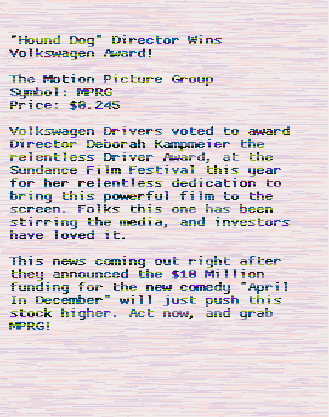 "Hound Dog" Director Wins
Volkswagen Award!
The Motion Picture Group
Symbol: MPRG
Price: $0.245
Volkswagen Drivers voted to award
Director Deborah Kampmeier the
relentless Driver Award, at the
Sundance Film Festival this year
for her relentless dedication to
bring this powerful film to the
screen. Folks this one has been
stirring the media, and investors
have loved it.
This news coming out right after
they announced the $10 Million
funding for the new comedy "April
In December" will just push this
stock higher. Act now, and grab
MPRG!